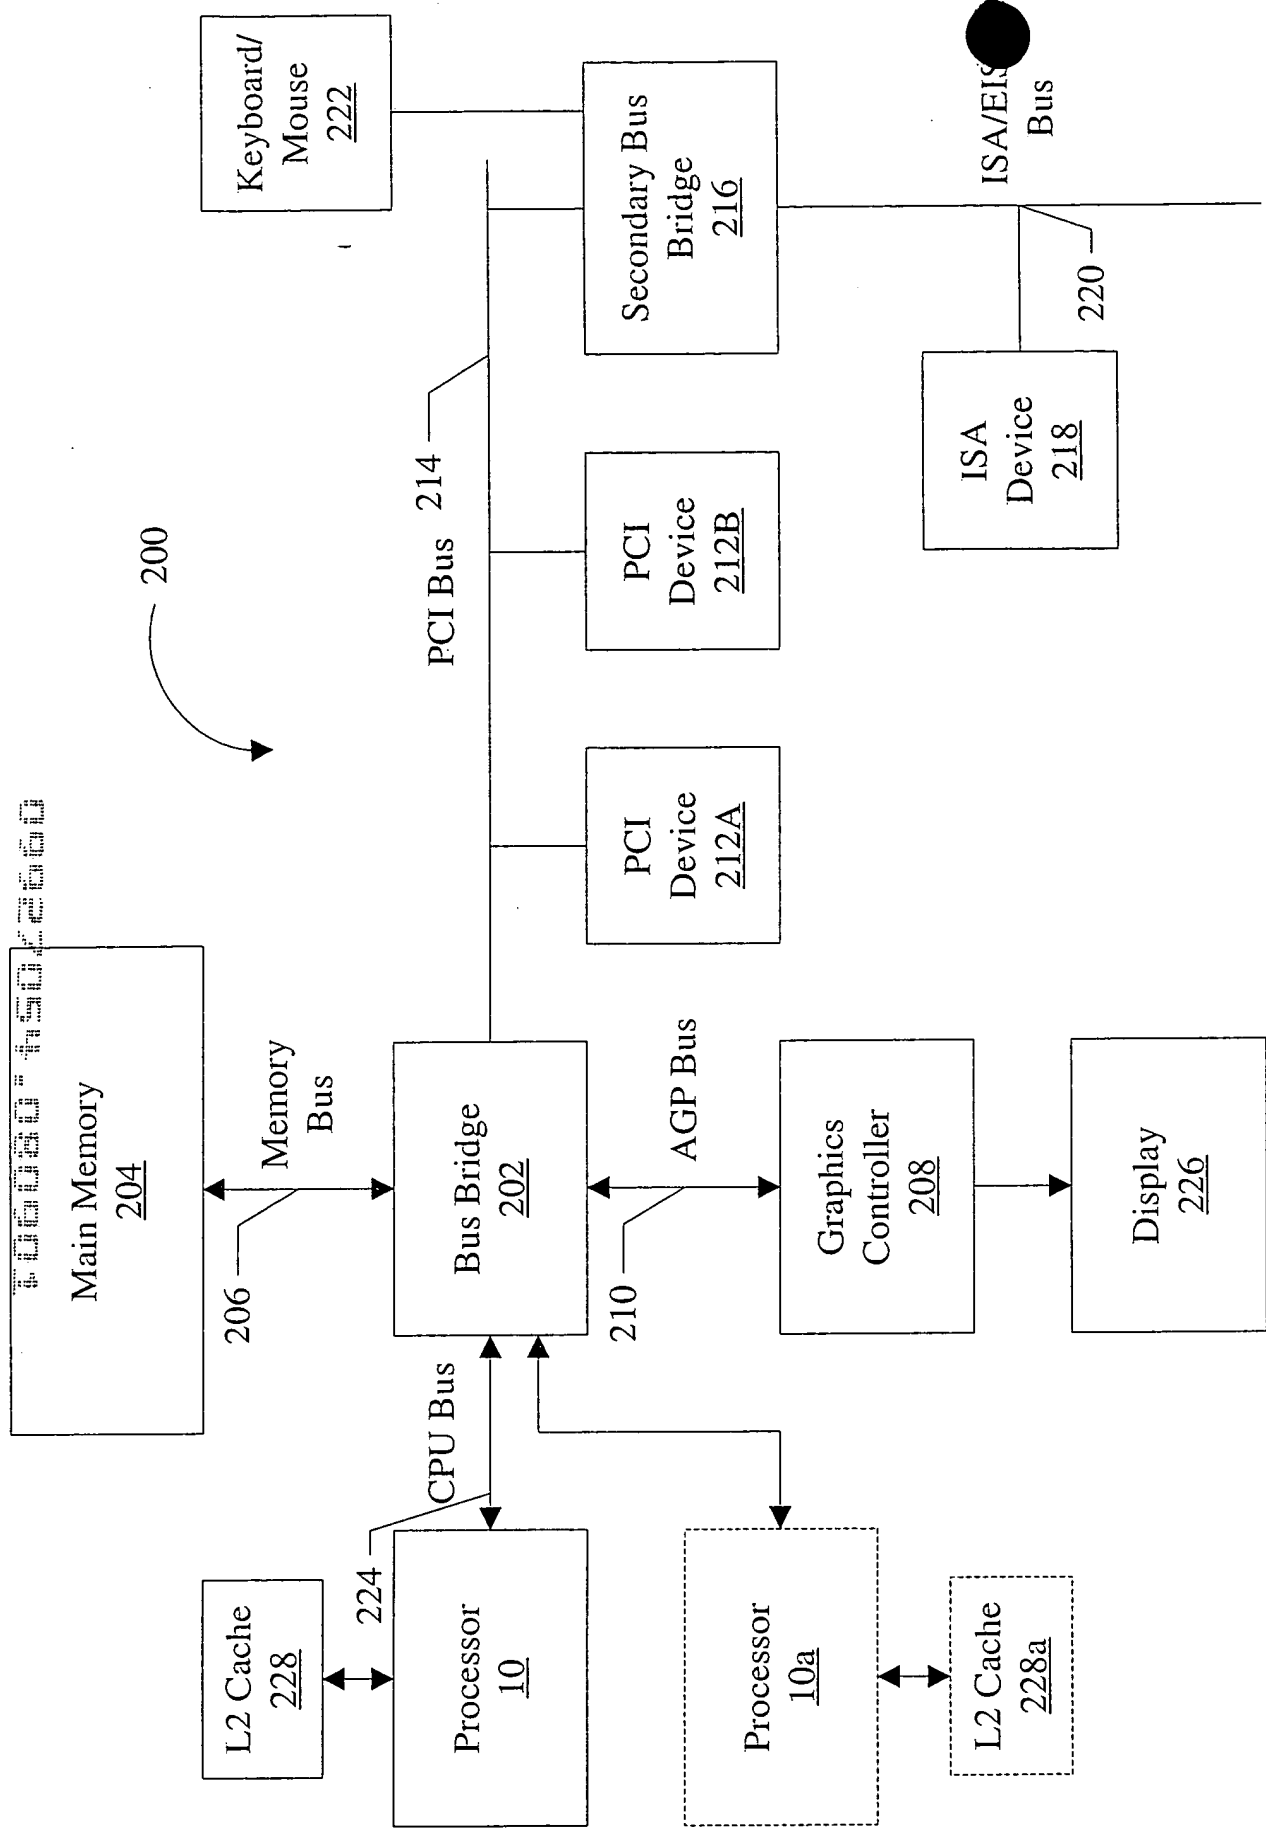 09927054.080901
200
Main Memory
204
Keyboard/
Mouse
222
206
Memory
Bus
L2 Cache
228
224
CPU Bus
PCI Bus
214
Processor
10
Bus Bridge
202
210
AGP Bus
PCI
Device
212A
PCI
Device
212B
Secondary Bus
Bridge
216
Processor
10a
Graphics
Controller
208
ISA
Device
218
220
ISA/EIS
Bus
L2 Cache
228a
Display
226